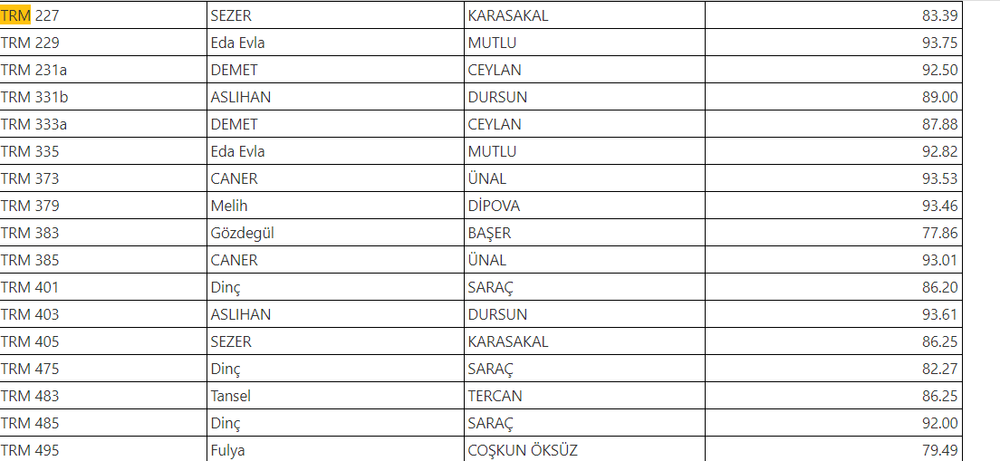 TRM 227 SEZER KARASAKAL 83.39
TRM 229 Eda Evla MUTLU 93.75
TRM 231a DEMET CEYLAN 92.50
TRM 331b ASLIHAN DURSUN 89.00
TRM 333a DEMET CEYLAN 87.88
TRM 335 Eda Evla MUTLU 92.82
TRM 373 CANER ÜNAL 93.53
TRM 379 Melih DİPOVA 93.46
TRM 383 Gözdegül BAŞER 77.86
TRM 385 CANER ÜNAL 93.01
TRM 401 Dinç SARAÇ 86.20
TRM 403 ASLIHAN DURSUN 93.61
TRM 405 SEZER KARASAKAL 86.25
TRM 475 Dinç SARAÇ 82.27
TRM 483 Tansel TERCAN 86.25
TRM 485 Dinç SARAÇ 92.00
TRM 495 Fulya COŞKUN ÖKSÜZ 79.49